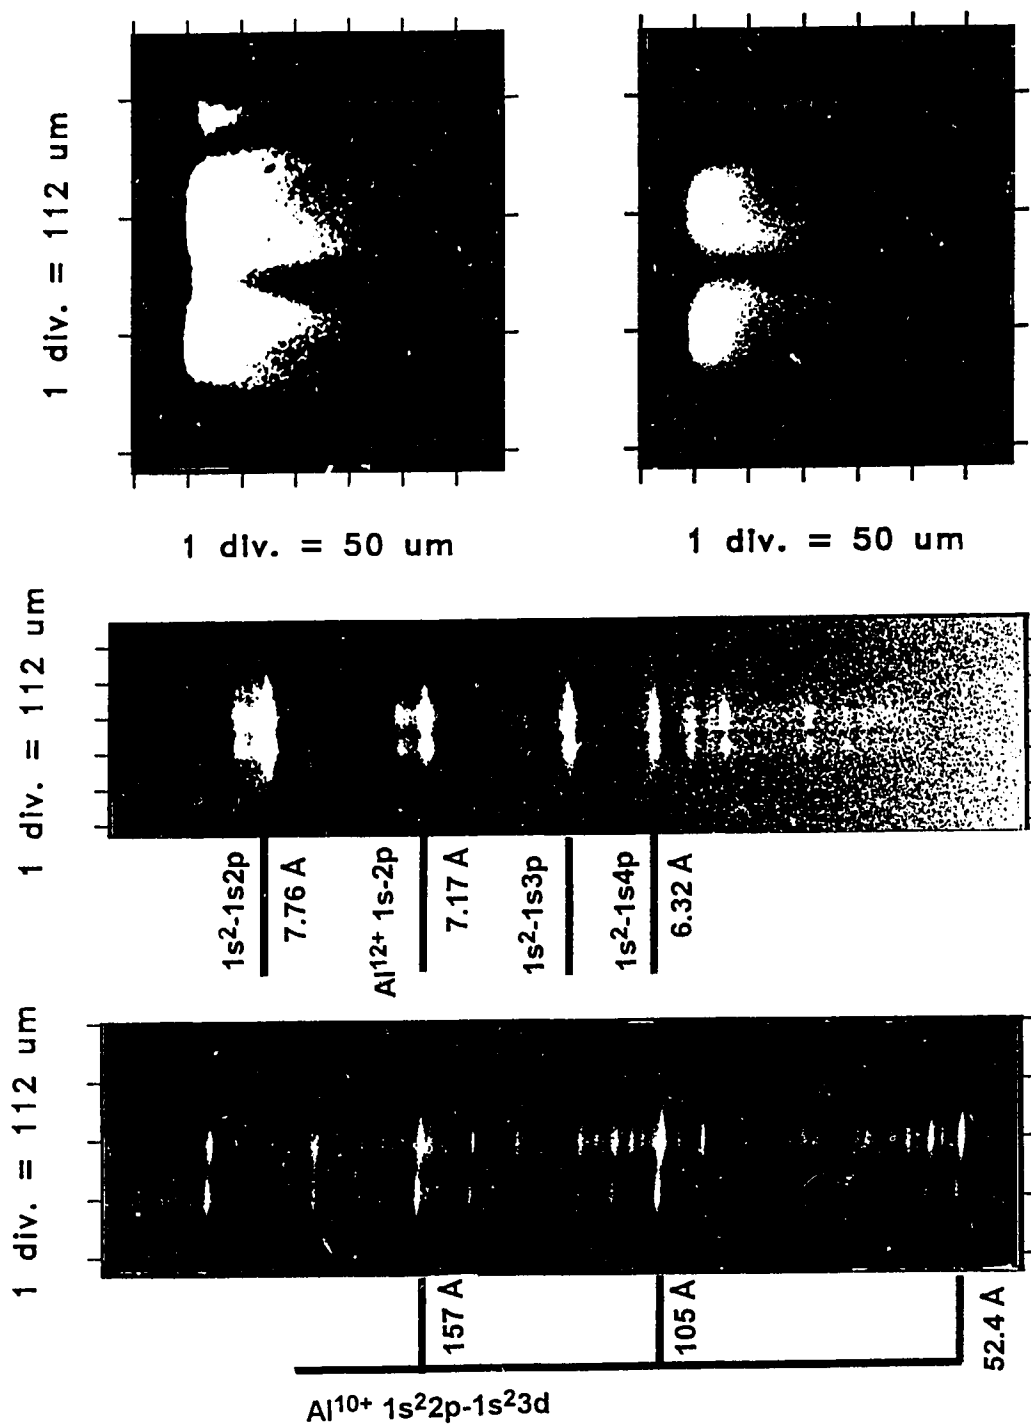 1 div. = 112 um
1 div. = 50 um
1 div. = 50 um
1 div. = 112 um
1s²-1s2p
7.76 Å
Al¹²⁺ 1s-2p
7.17 Å
1s²-1s3p
1s²-1s4p
6.32 Å
1 div. = 112 um
157 Å
105 Å
52.4 Å
Al¹⁰⁺ 1s²2p-1s²3d